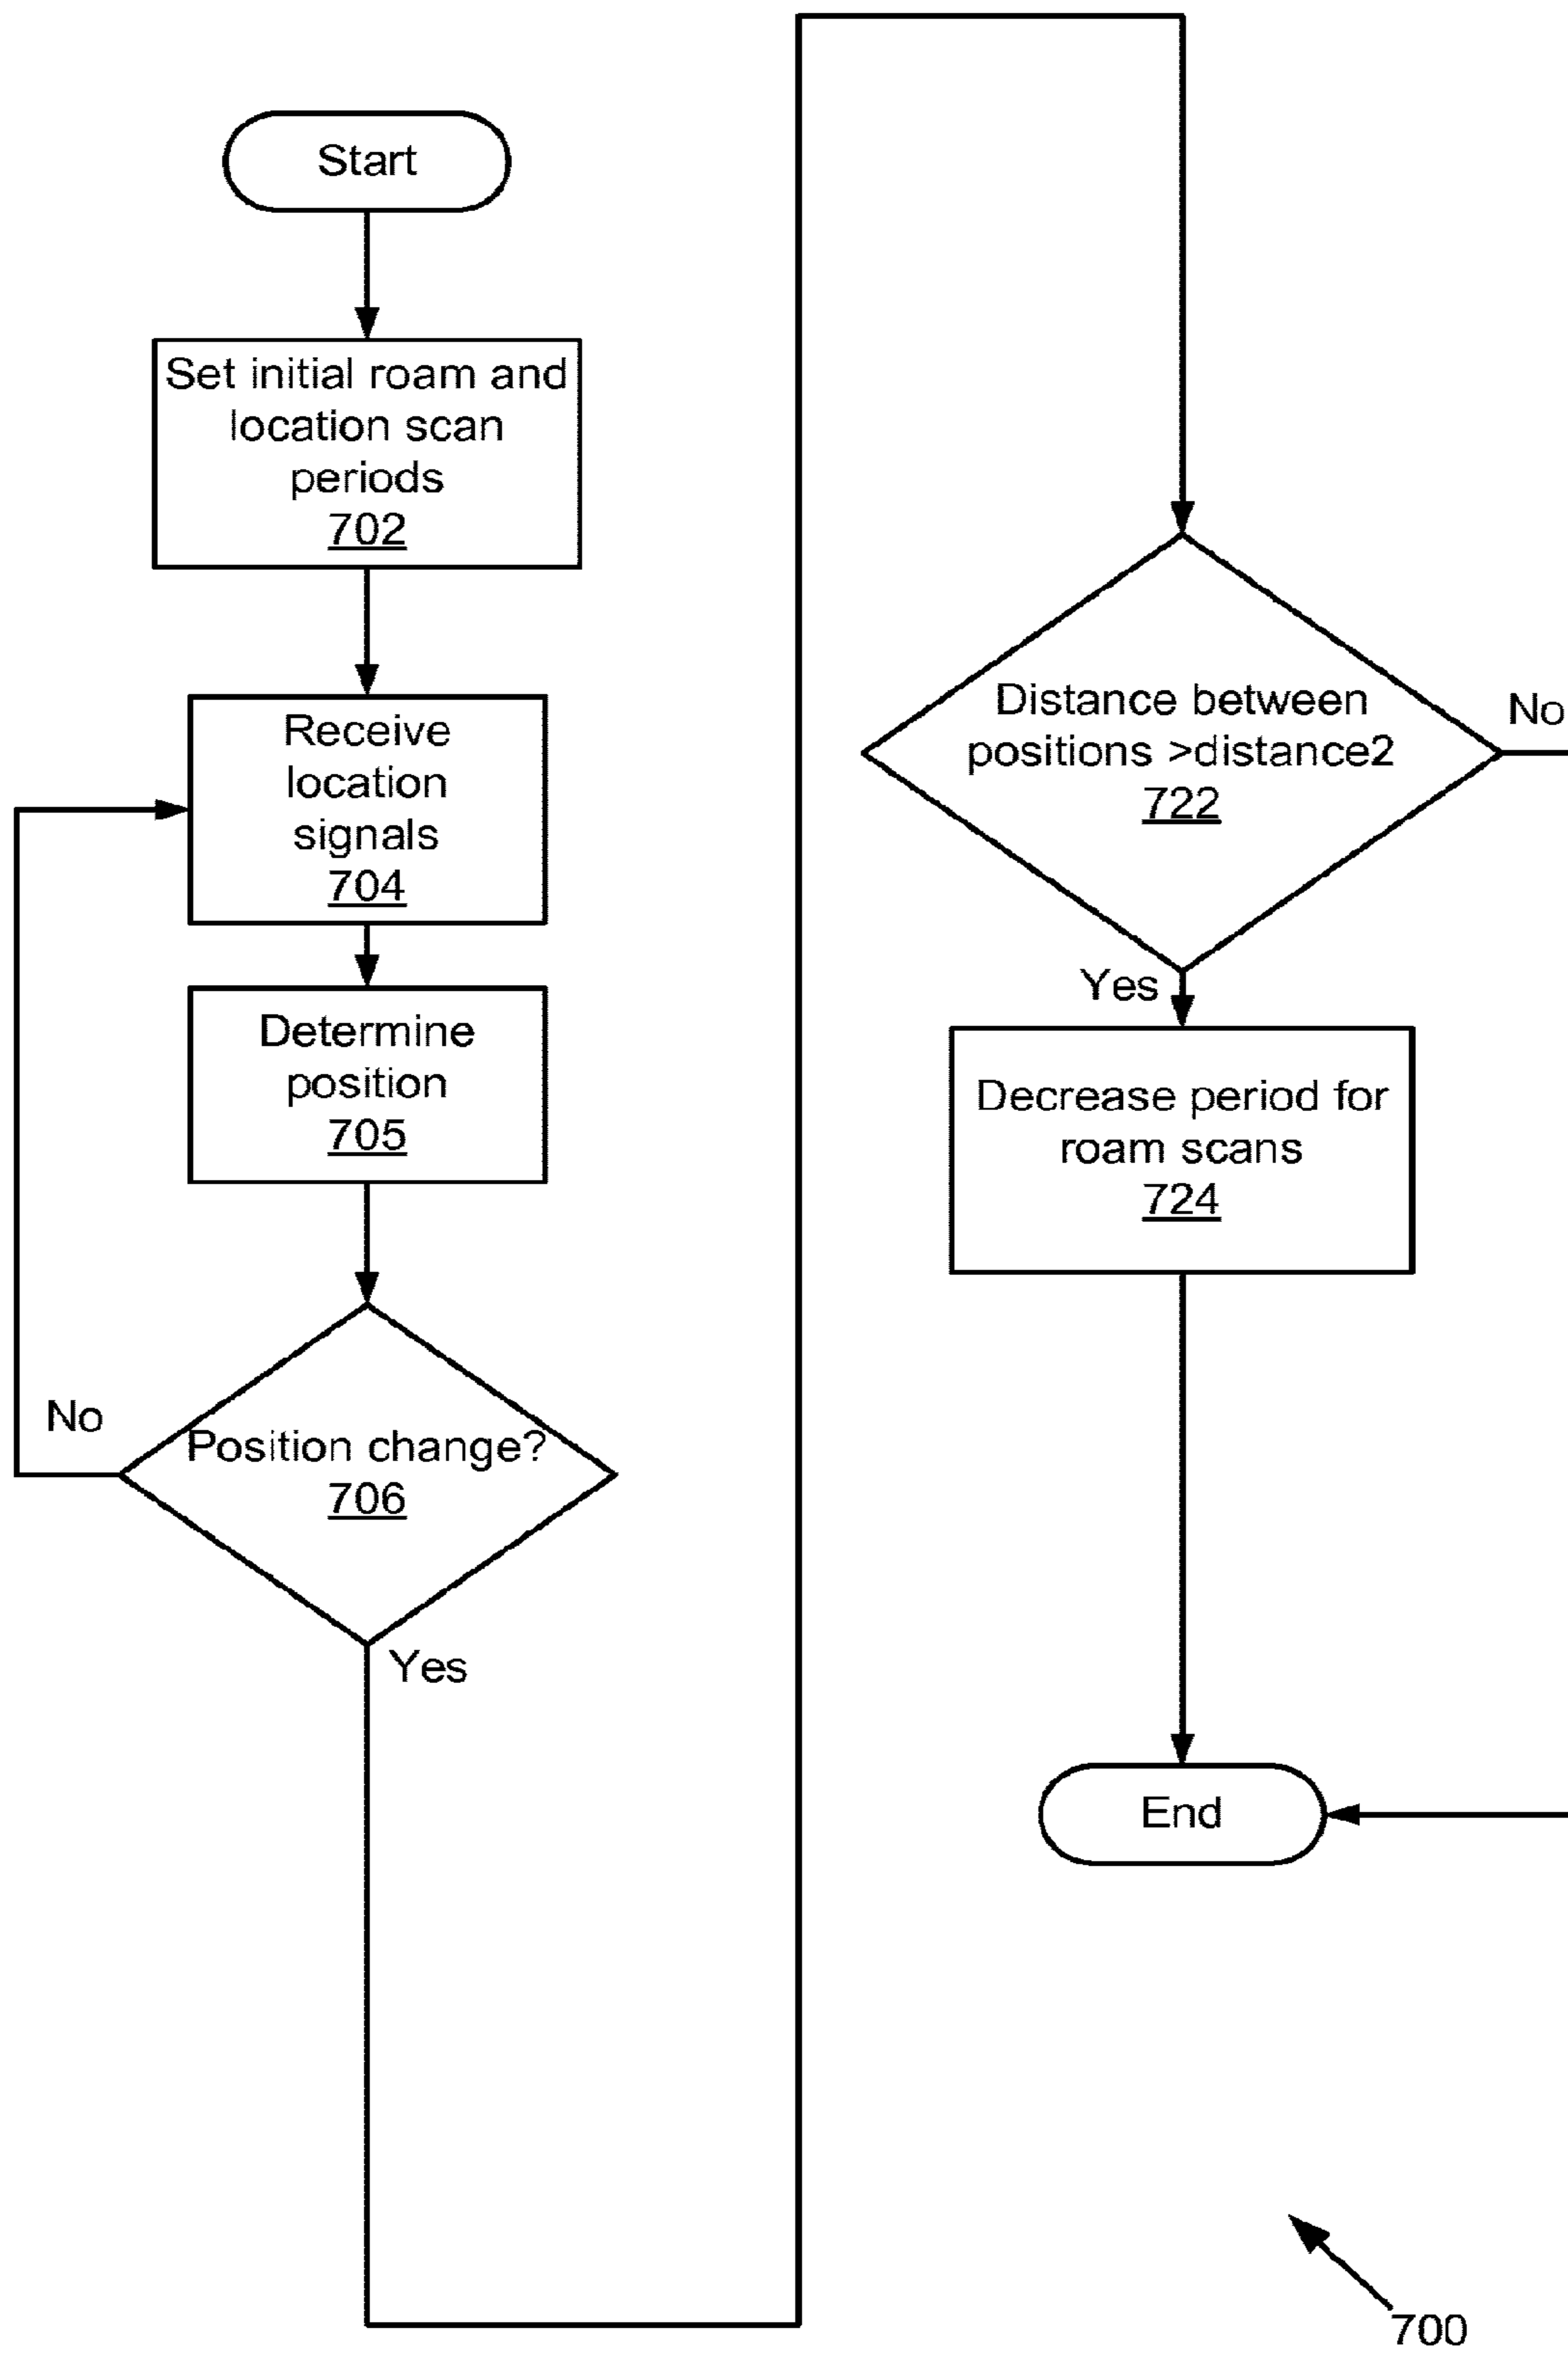 Start
Set initial roam and
location scan
periods
702
Receive
location
signals
704
Determine
position
705
Position change?
706
No
Yes
Distance between
positions >distance2
722
No
Yes
Decrease period for
roam scans
724
End
700